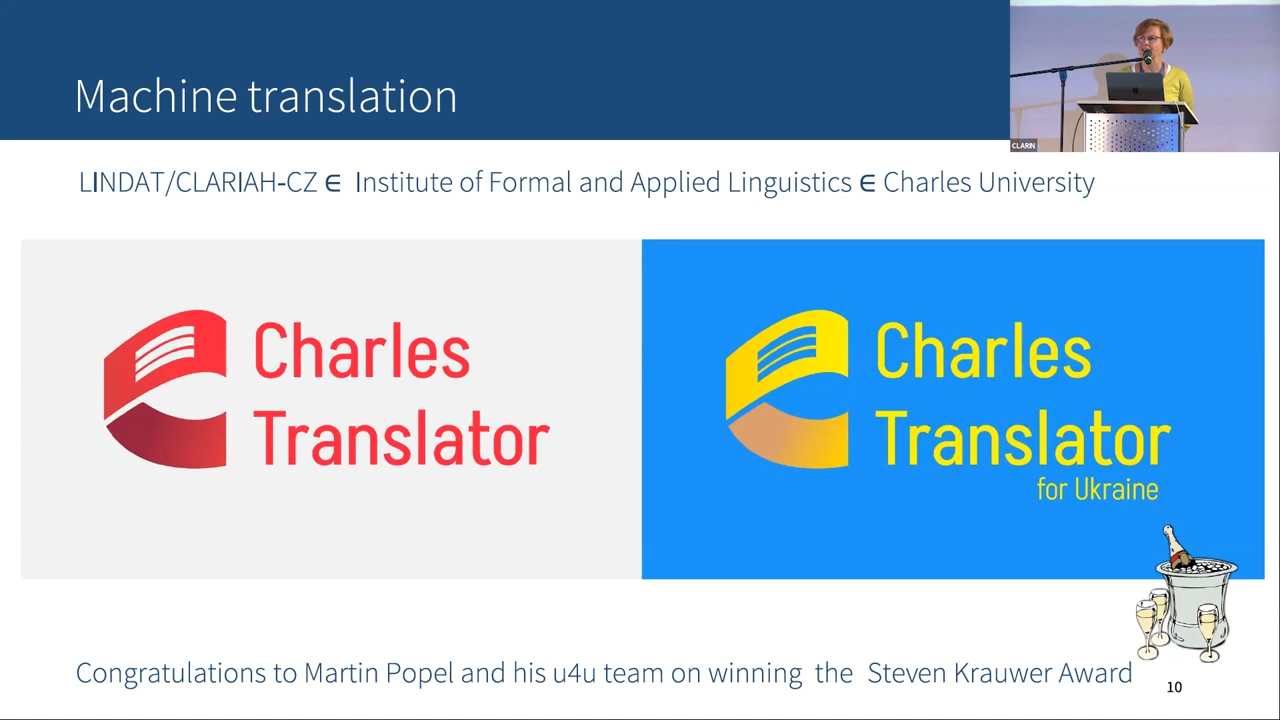 Machine translation
CLARIN
LINDAT/CLARIAH-CZ ∈ Institute of Formal and Applied Linguistics ∈ Charles University
Charles
Translator
Charles
Translator
for Ukraine
Congratulations to Martin Popel and his u4u team on winning the Steven Krauwer Award
10